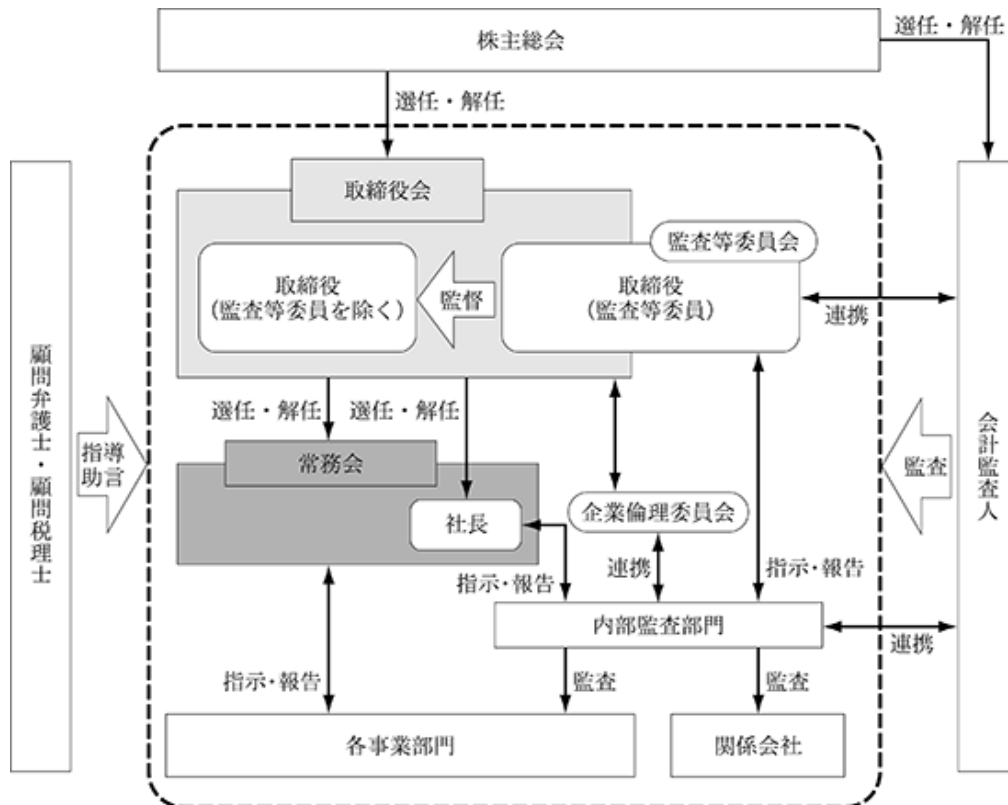 株主総会
選任・解任
選任・解任
取締役会
監査等委員会
取締役
(監査等委員を除く)
監督
取締役
(監査等委員)
連携
顧問弁護士・顧問税理士
指導
助言
選任・解任
選任・解任
常務会
社長
企業倫理委員会
監査
会計監査人
指示・報告
連携
指示・報告
内部監査部門
連携
指示・報告
監査
監査
各事業部門
関係会社